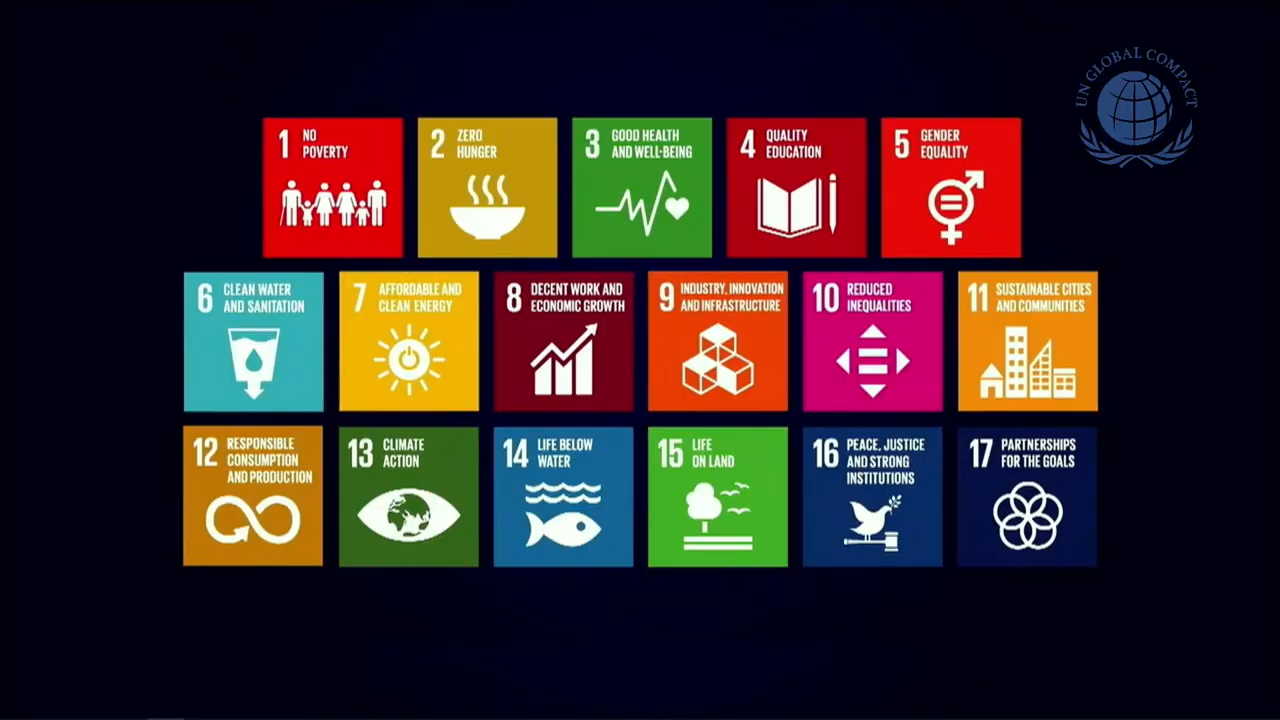 UN GLOBAL COMPACT
1 NO
POVERTY
2 ZERO
HUNGER
3 GOOD HEALTH
AND WELL-BEING
4 QUALITY
EDUCATION
5 GENDER
EQUALITY
6 CLEAN WATER
AND SANITATION
7 AFFORDABLE AND
CLEAN ENERGY
8 DECENT WORK AND
ECONOMIC GROWTH
9 INDUSTRY, INNOVATION
AND INFRASTRUCTURE
10 REDUCED
INEQUALITIES
11 SUSTAINABLE CITIES
AND COMMUNITIES
12 RESPONSIBLE
CONSUMPTION
AND PRODUCTION
13 CLIMATE
ACTION
14 LIFE BELOW
WATER
15 LIFE
ON LAND
16 PEACE, JUSTICE
AND STRONG
INSTITUTIONS
17 PARTNERSHIPS
FOR THE GOALS